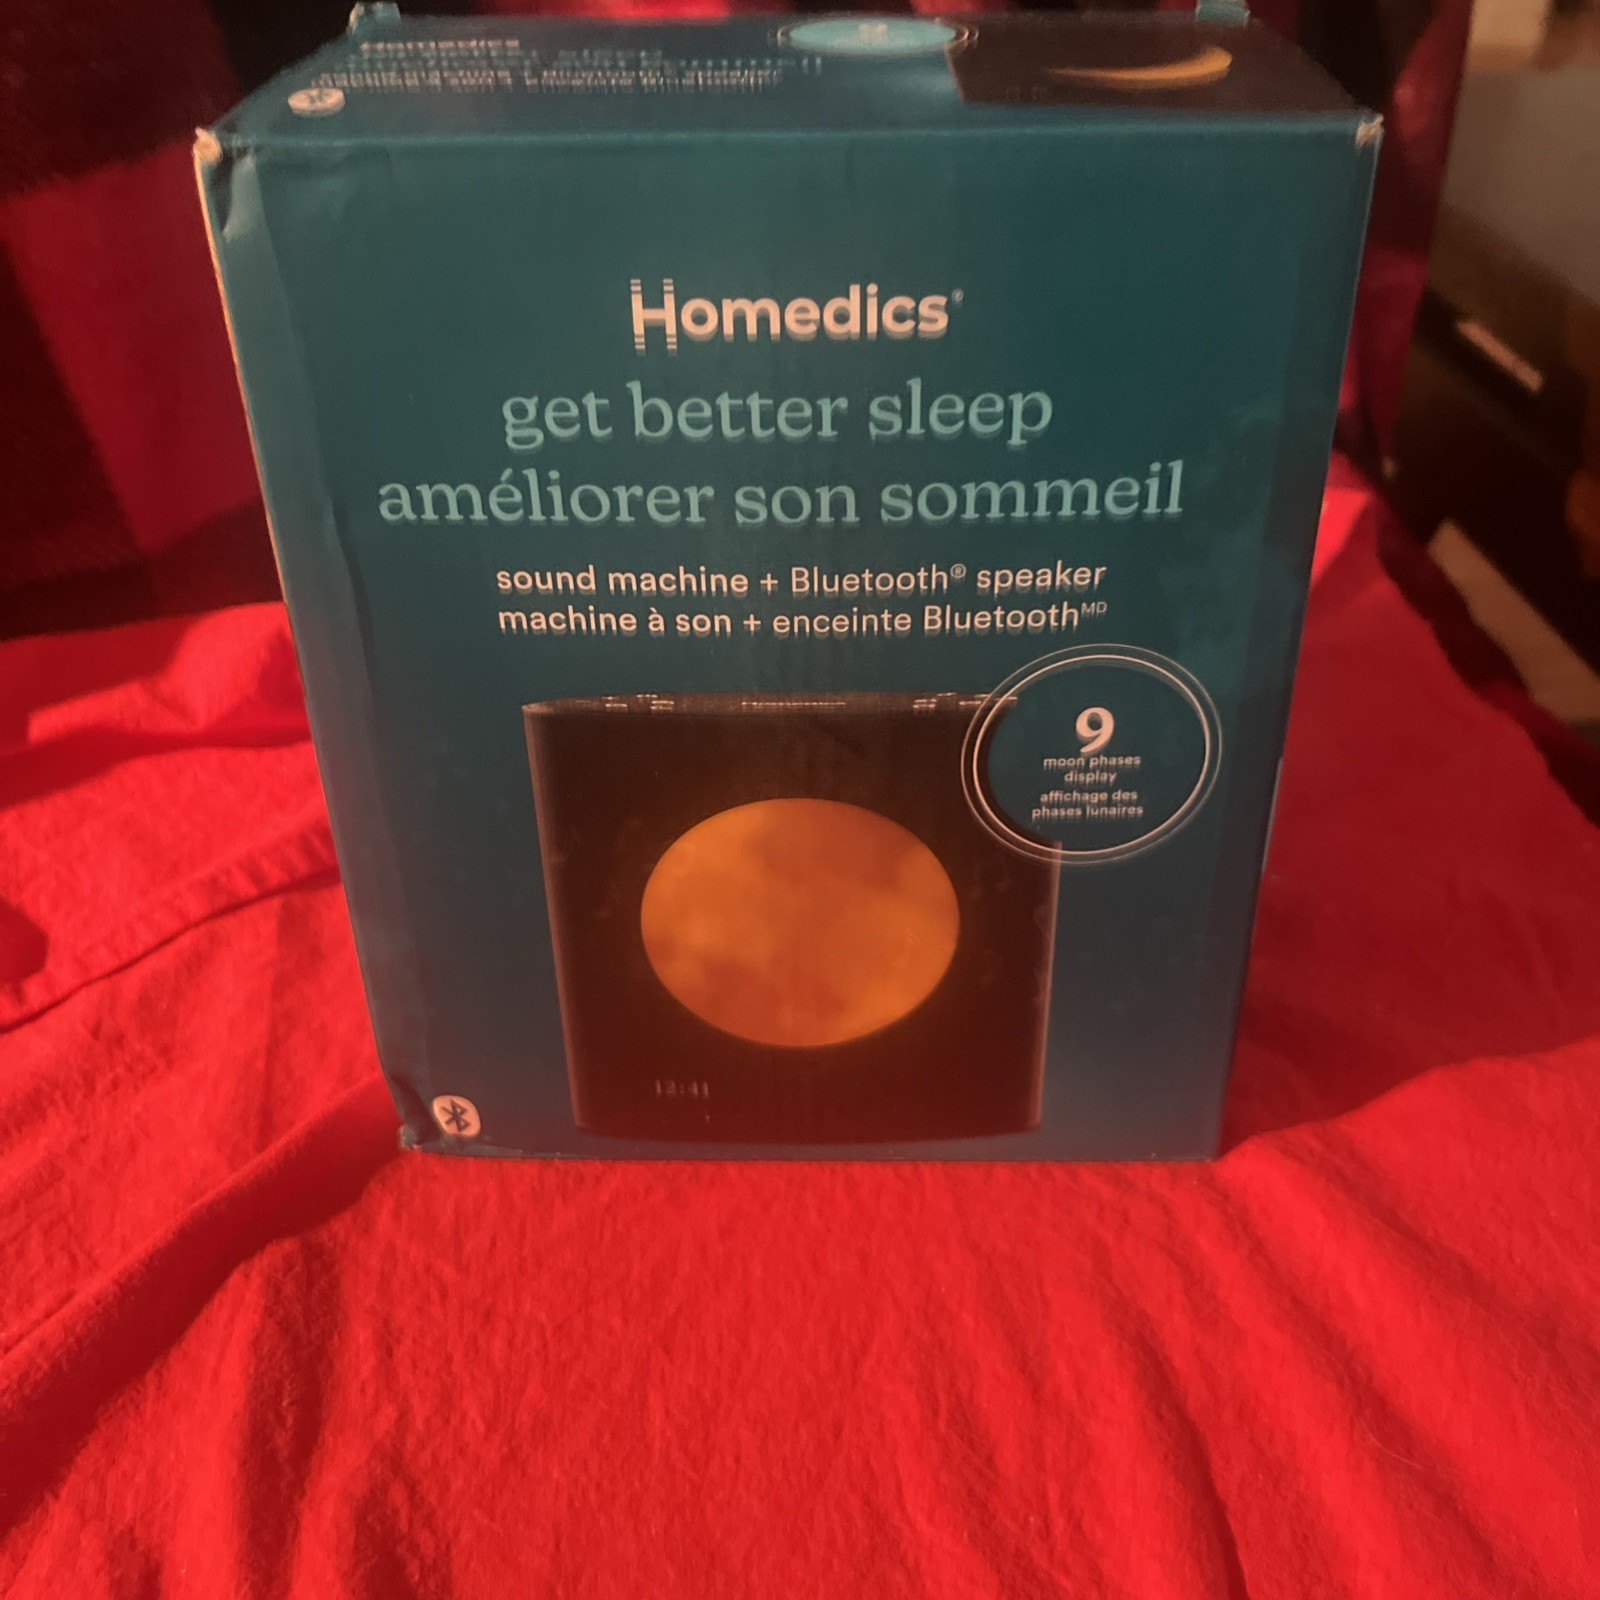 Homedics
Homedics®
get better sleep
améliorer son sommeil
sound machine + Bluetooth® speaker
machine à son + enceinte Bluetoothᴹᴰ
9
moon phases
display
affichage des
phases lunaires
12:41